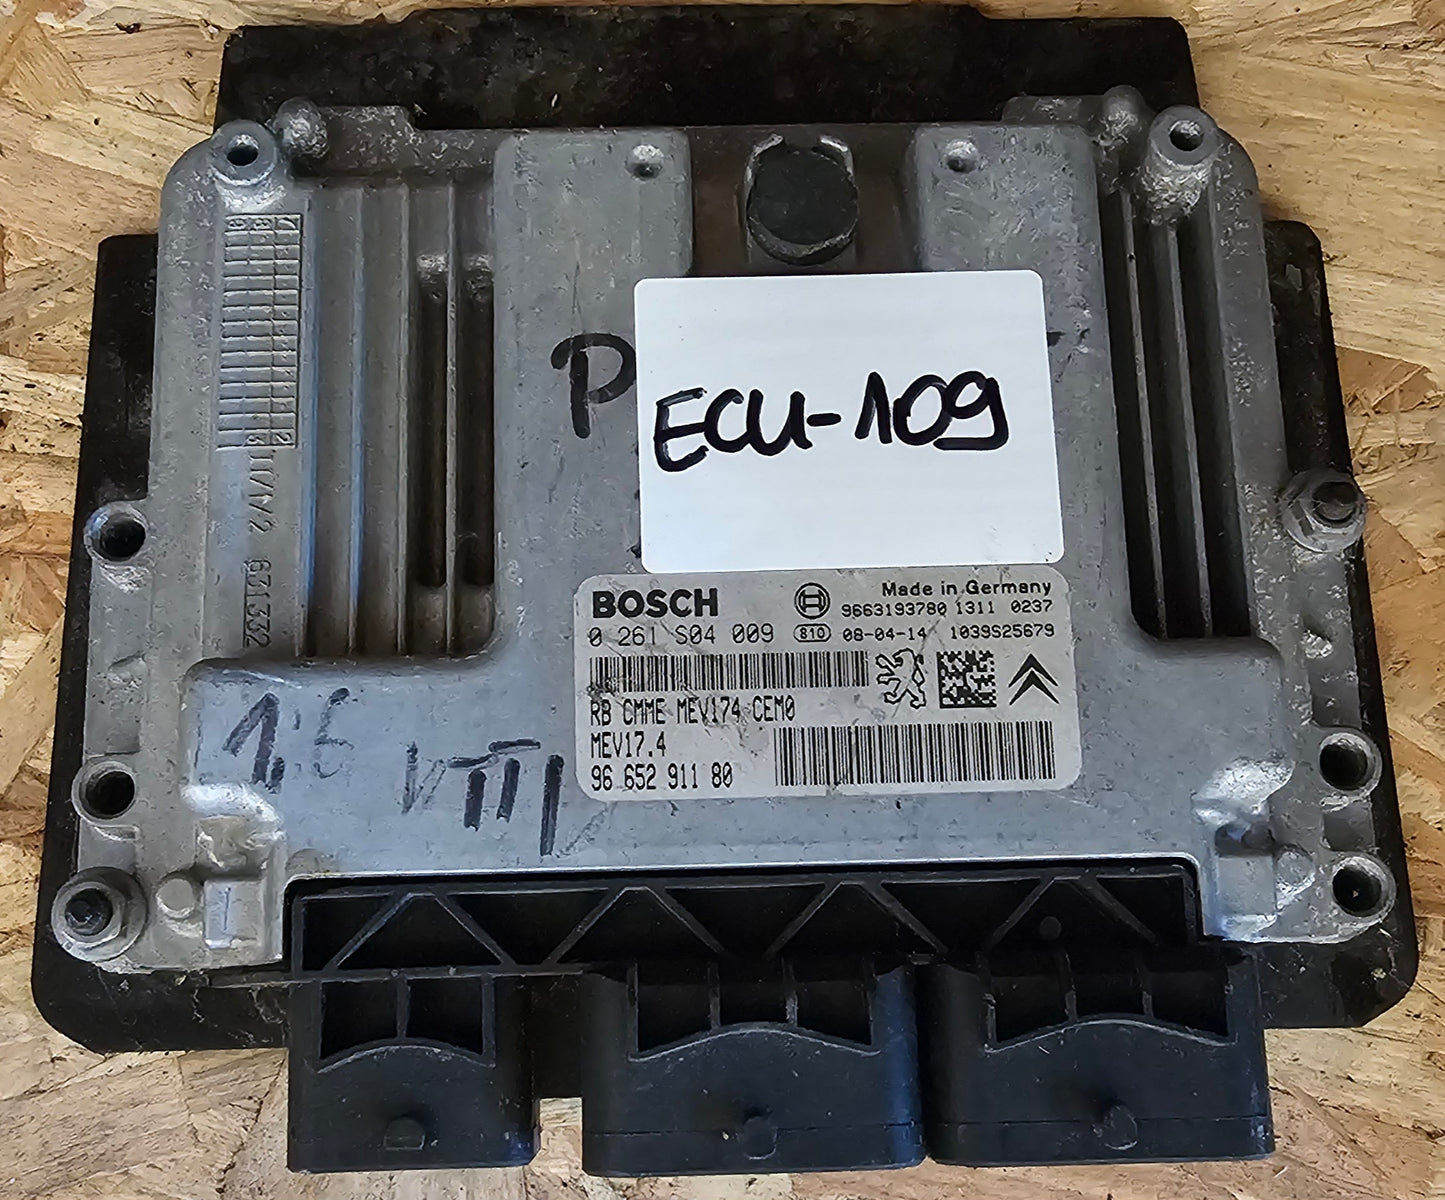 P
ECU-109
BOSCH
Made in Germany
9663193780 1311 0237
0 261 S04 009
810
08-04-14
1039S25679
RB CMME MEV174 CEM0
MEV17.4
96 652 911 80
1.6
VTI
631332